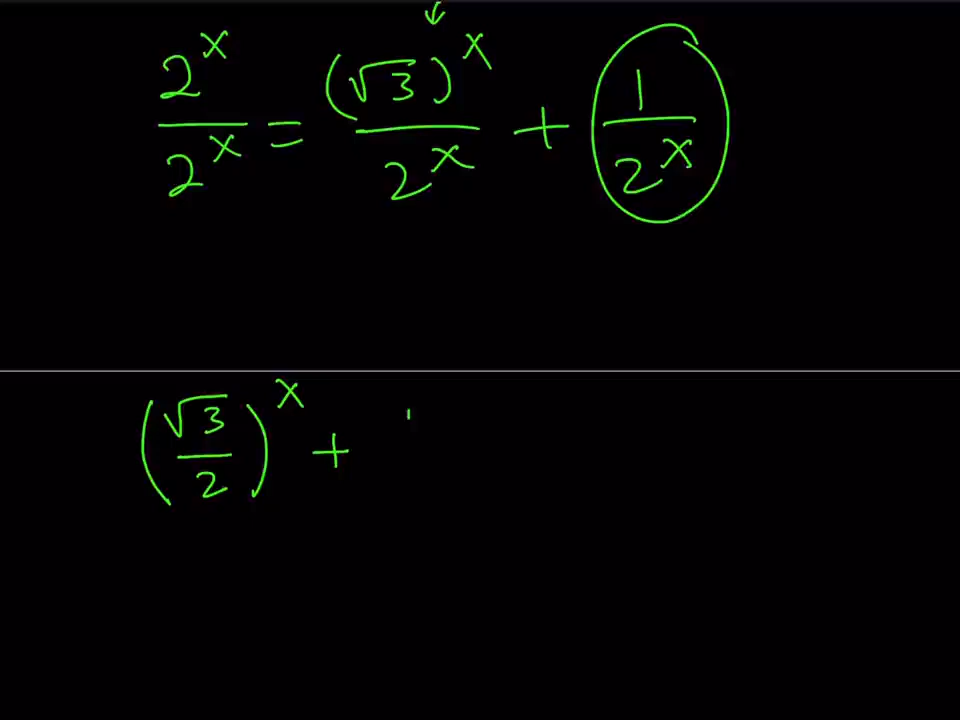 2^x / 2^x = (√3)^x / 2^x + 1 / 2^x
(√3 / 2)^x +